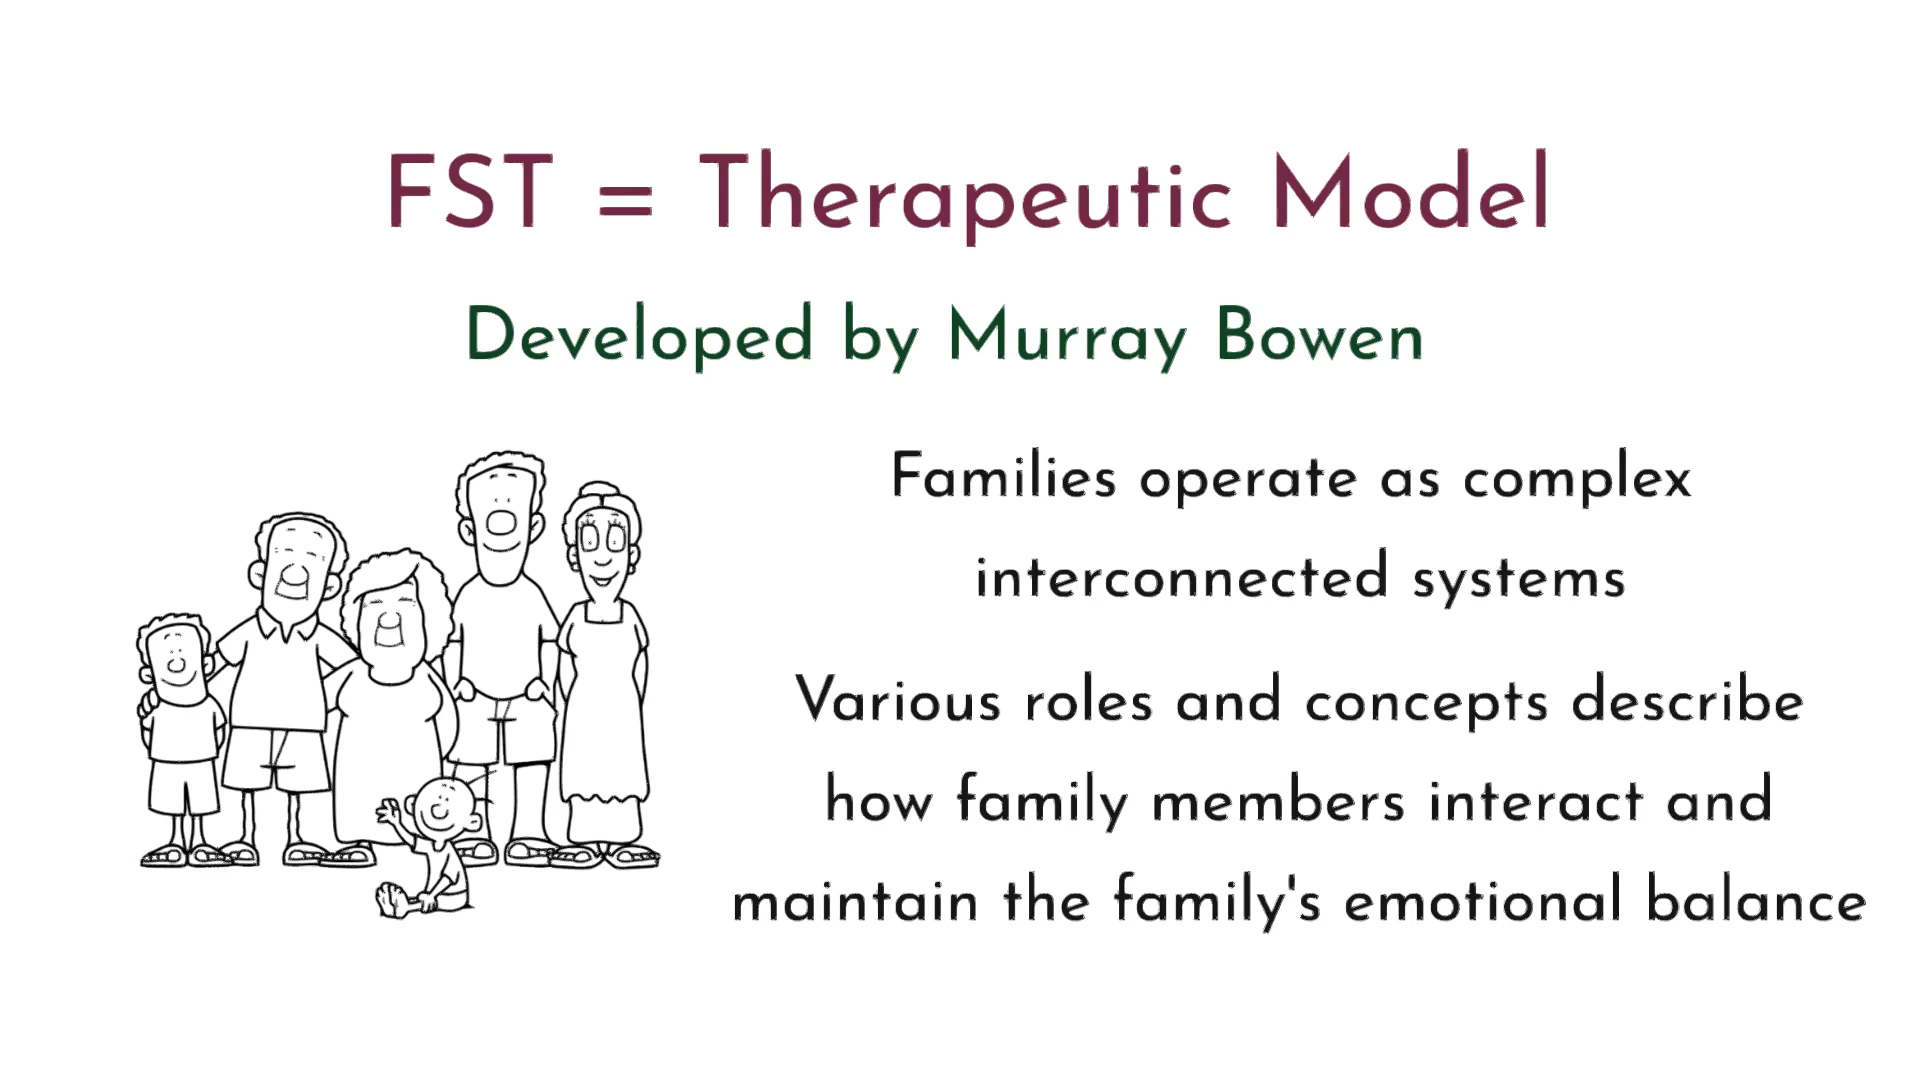 FST = Therapeutic Model
Developed by Murray Bowen
Families operate as complex
interconnected systems
Various roles and concepts describe
how family members interact and
maintain the family's emotional balance